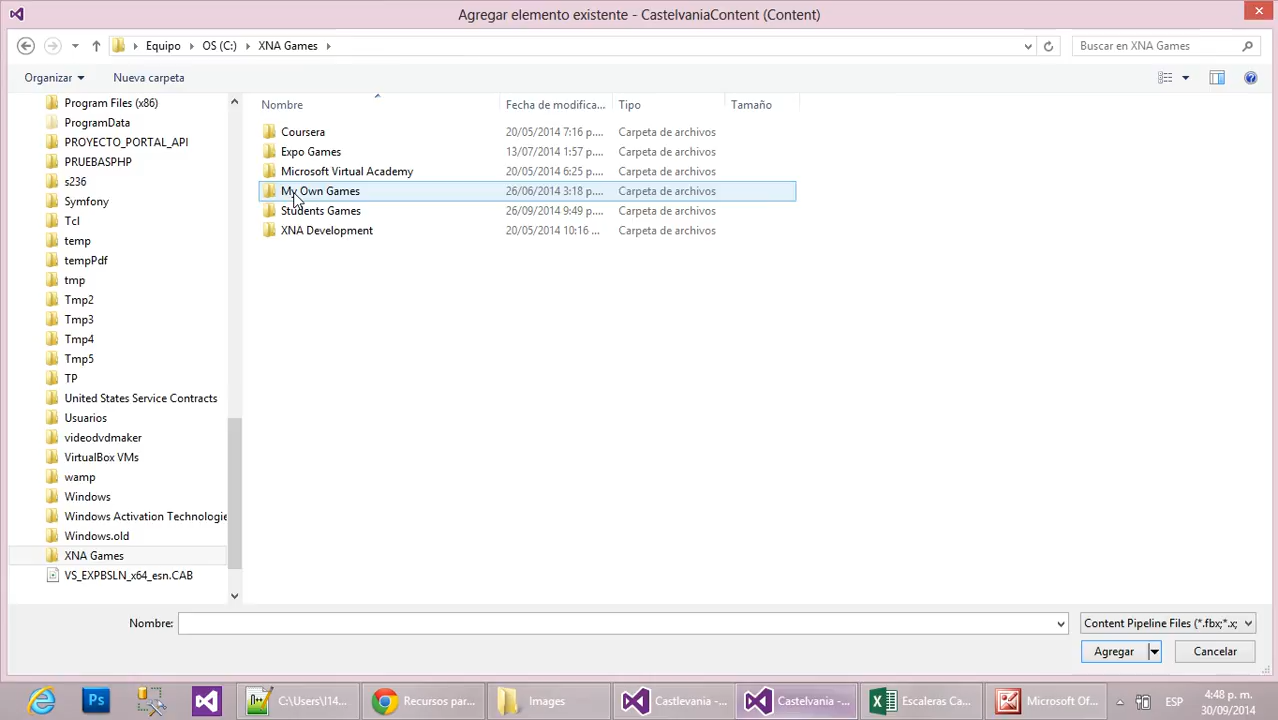 Agregar elemento existente - CastelvaniaContent (Content)
Equipo OS (C:) XNA Games
Buscar en XNA Games
Organizar Nueva carpeta
Nombre Fecha de modifica... Tipo Tamaño
Program Files (x86)
ProgramData
PROYECTO_PORTAL_API
PRUEBASPHP
s236
Symfony
Tcl
temp
tempPdf
tmp
Tmp2
Tmp3
Tmp4
Tmp5
TP
United States Service Contracts
Usuarios
videodvdmaker
VirtualBox VMs
wamp
Windows
Windows Activation Technologie
Windows.old
XNA Games
VS_EXPBSLN_x64_esn.CAB
Coursera 20/05/2014 7:16 p.... Carpeta de archivos
Expo Games 13/07/2014 1:57 p.... Carpeta de archivos
Microsoft Virtual Academy 20/05/2014 6:25 p.... Carpeta de archivos
My Own Games 26/06/2014 3:18 p.... Carpeta de archivos
Students Games 26/09/2014 9:49 p.... Carpeta de archivos
XNA Development 20/05/2014 10:16 ... Carpeta de archivos
Nombre: Content Pipeline Files (*.fbx;*.x;
Agregar Cancelar
C:\Users\I14... Recursos par... Images Castlevania -... Castelvania -... Escaleras Ca... Microsoft Of... ESP
4:48 p. m.
30/09/2014